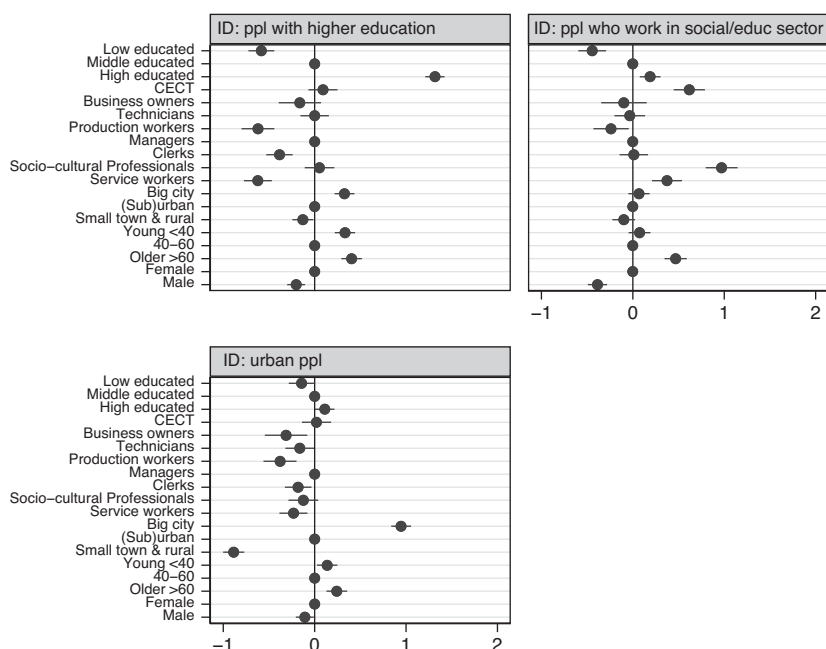 ID: ppl with higher education
ID: ppl who work in social/educ sector
Low educated
Middle educated
High educated
CECT
Business owners
Technicians
Production workers
Managers
Clerks
Socio−cultural Professionals
Service workers
Big city
(Sub)urban
Small town & rural
Young <40
40−60
Older >60
Female
Male
−1 0 1 2
ID: urban ppl
Low educated
Middle educated
High educated
CECT
Business owners
Technicians
Production workers
Managers
Clerks
Socio−cultural Professionals
Service workers
Big city
(Sub)urban
Small town & rural
Young <40
40−60
Older >60
Female
Male
−1 0 1 2